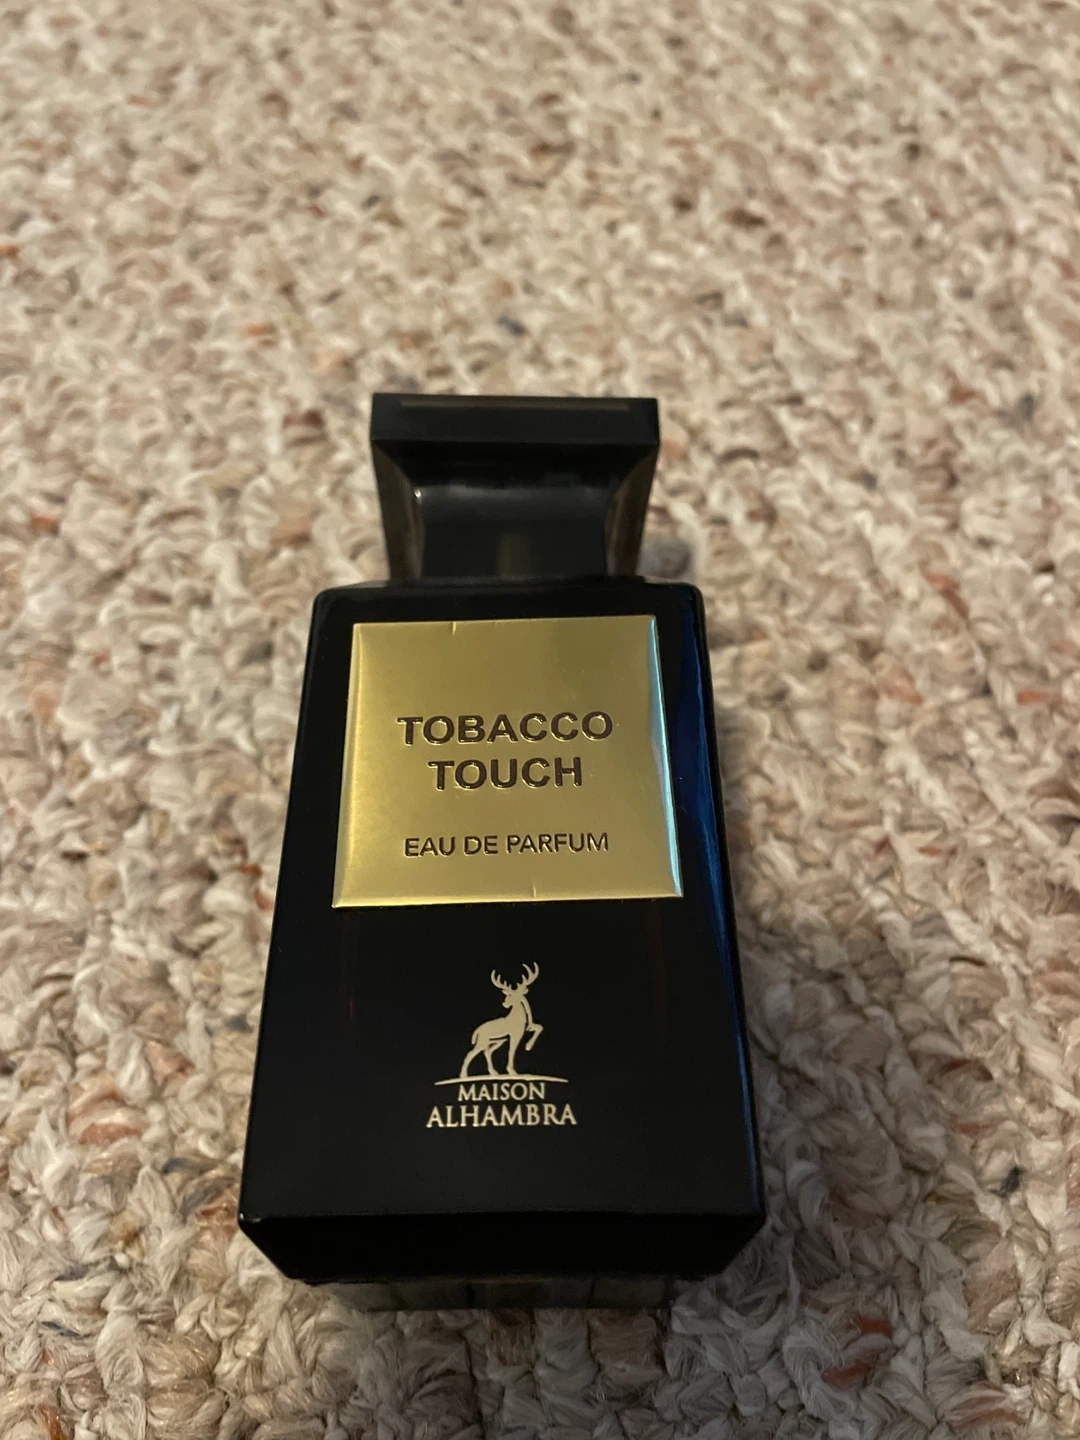 TOBACCO
TOUCH
EAU DE PARFUM
MAISON
ALHAMBRA